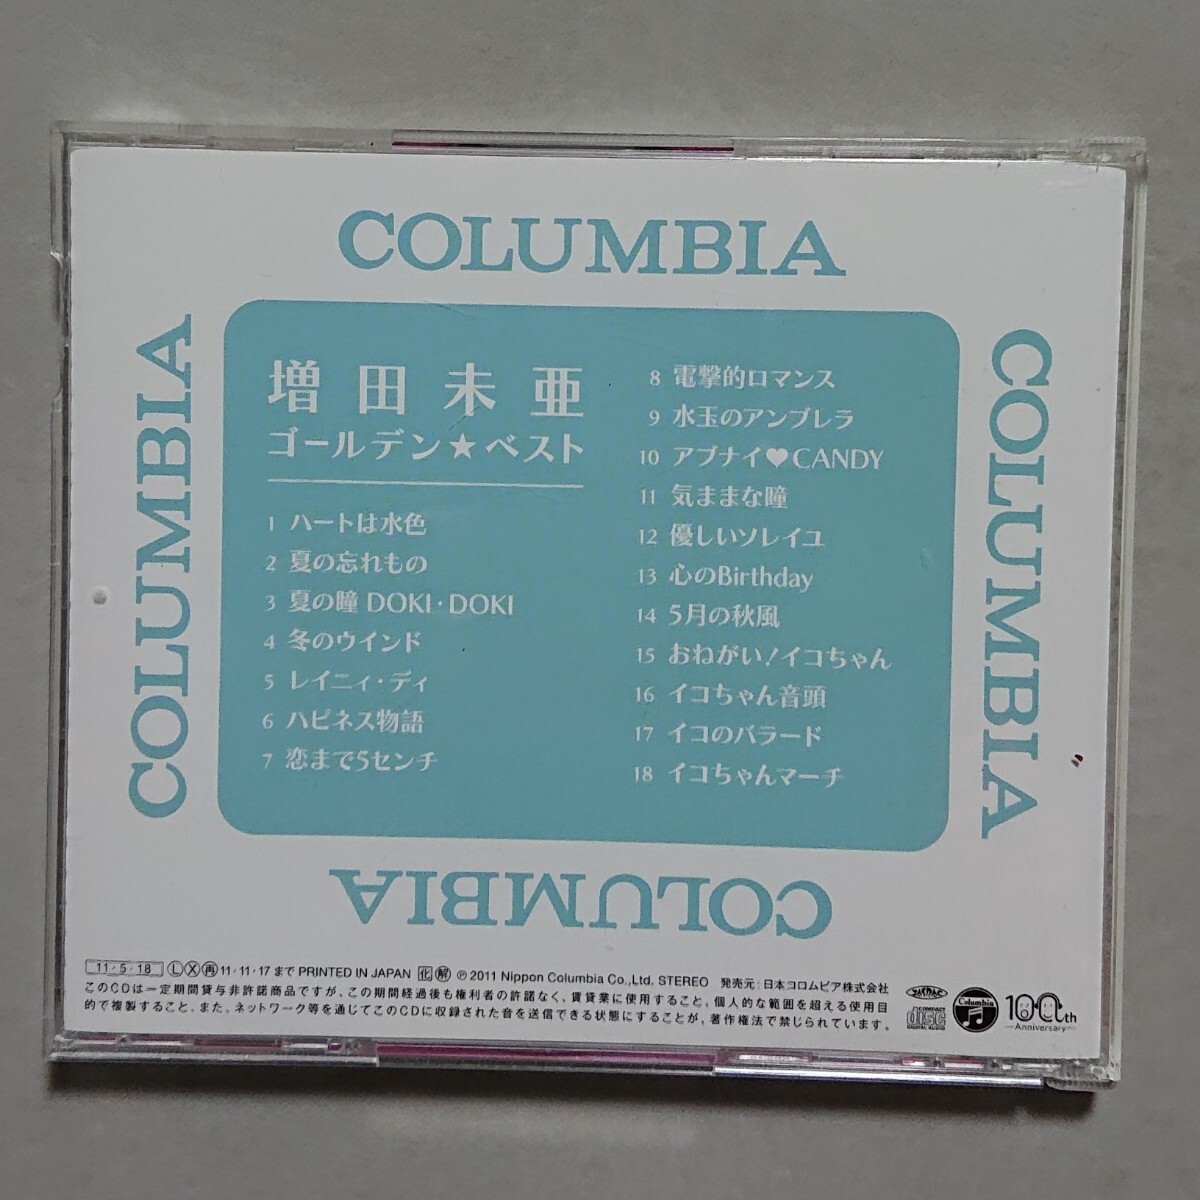 COLUMBIA
COLUMBIA
増田未亜
ゴールデン★ベスト
1 ハートは水色
2 夏の忘れもの
3 夏の瞳 DOKI・DOKI
4 冬のウインド
5 レイニィ・ディ
6 ハピネス物語
7 恋まで5センチ
8 電撃的ロマンス
9 水玉のアンブレラ
10 アブナイ♥CANDY
11 気ままな瞳
12 優しいソレイユ
13 心のBirthday
14 5月の秋風
15 おねがい!イコちゃん
16 イコちゃん音頭
17 イコのバラード
18 イコちゃんマーチ
COLUMBIA
COLUMBIA
11・5・18 Ⓛ Ⓧ ㊢ 11・11・17まで PRINTED IN JAPAN 化 解 ℗ 2011 Nippon Columbia Co.,Ltd. STEREO 発売元:日本コロムビア株式会社
このCDは一定期間貸与非許諾商品ですが、この期間経過後も権利者の許諾なく、賃貸業に使用すること、個人的な範囲を超える使用目
的で複製すること、また、ネットワーク等を通じてこのCDに収録された音を送信できる状態にすることが、著作権法で禁じられています。
COMPACT
disc
DIGITAL AUDIO
Columbia
100th
Anniversary